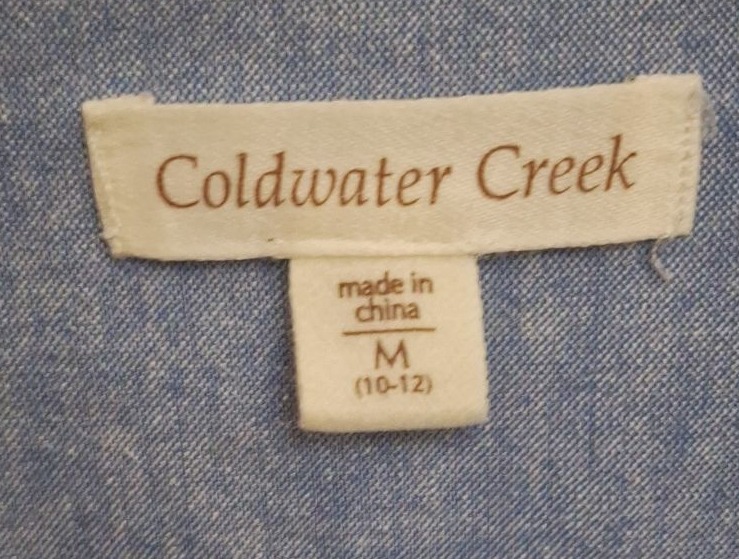 Coldwater Creek
made in
china
M
(10-12)